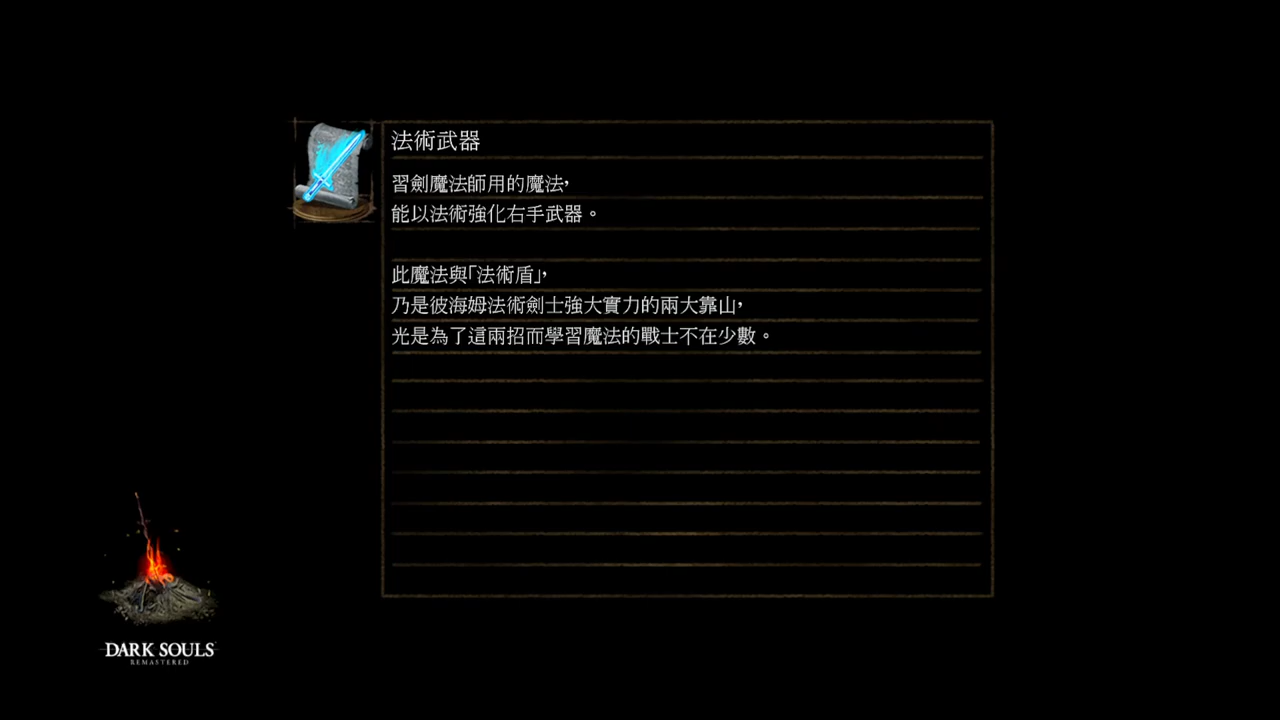 法術武器
習劍魔法師用的魔法，
能以法術強化右手武器。
此魔法與「法術盾」，
乃是彼海姆法術劍士強大實力的兩大靠山，
光是為了這兩招而學習魔法的戰士不在少數。
DARK SOULS
REMASTERED